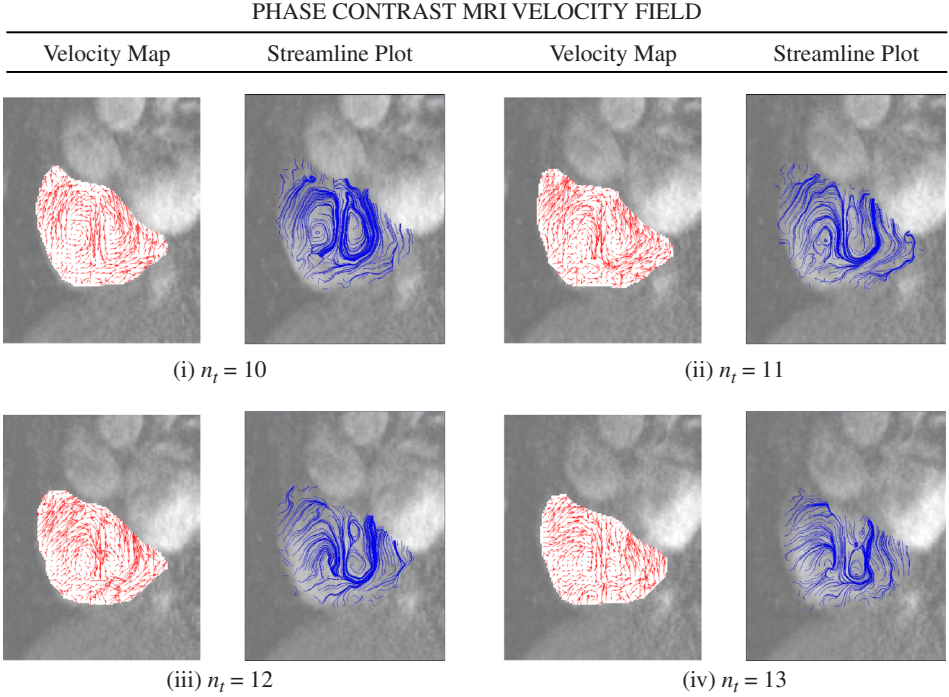 PHASE CONTRAST MRI VELOCITY FIELD
Velocity Map Streamline Plot Velocity Map Streamline Plot
(i) n_t = 10
(ii) n_t = 11
(iii) n_t = 12
(iv) n_t = 13